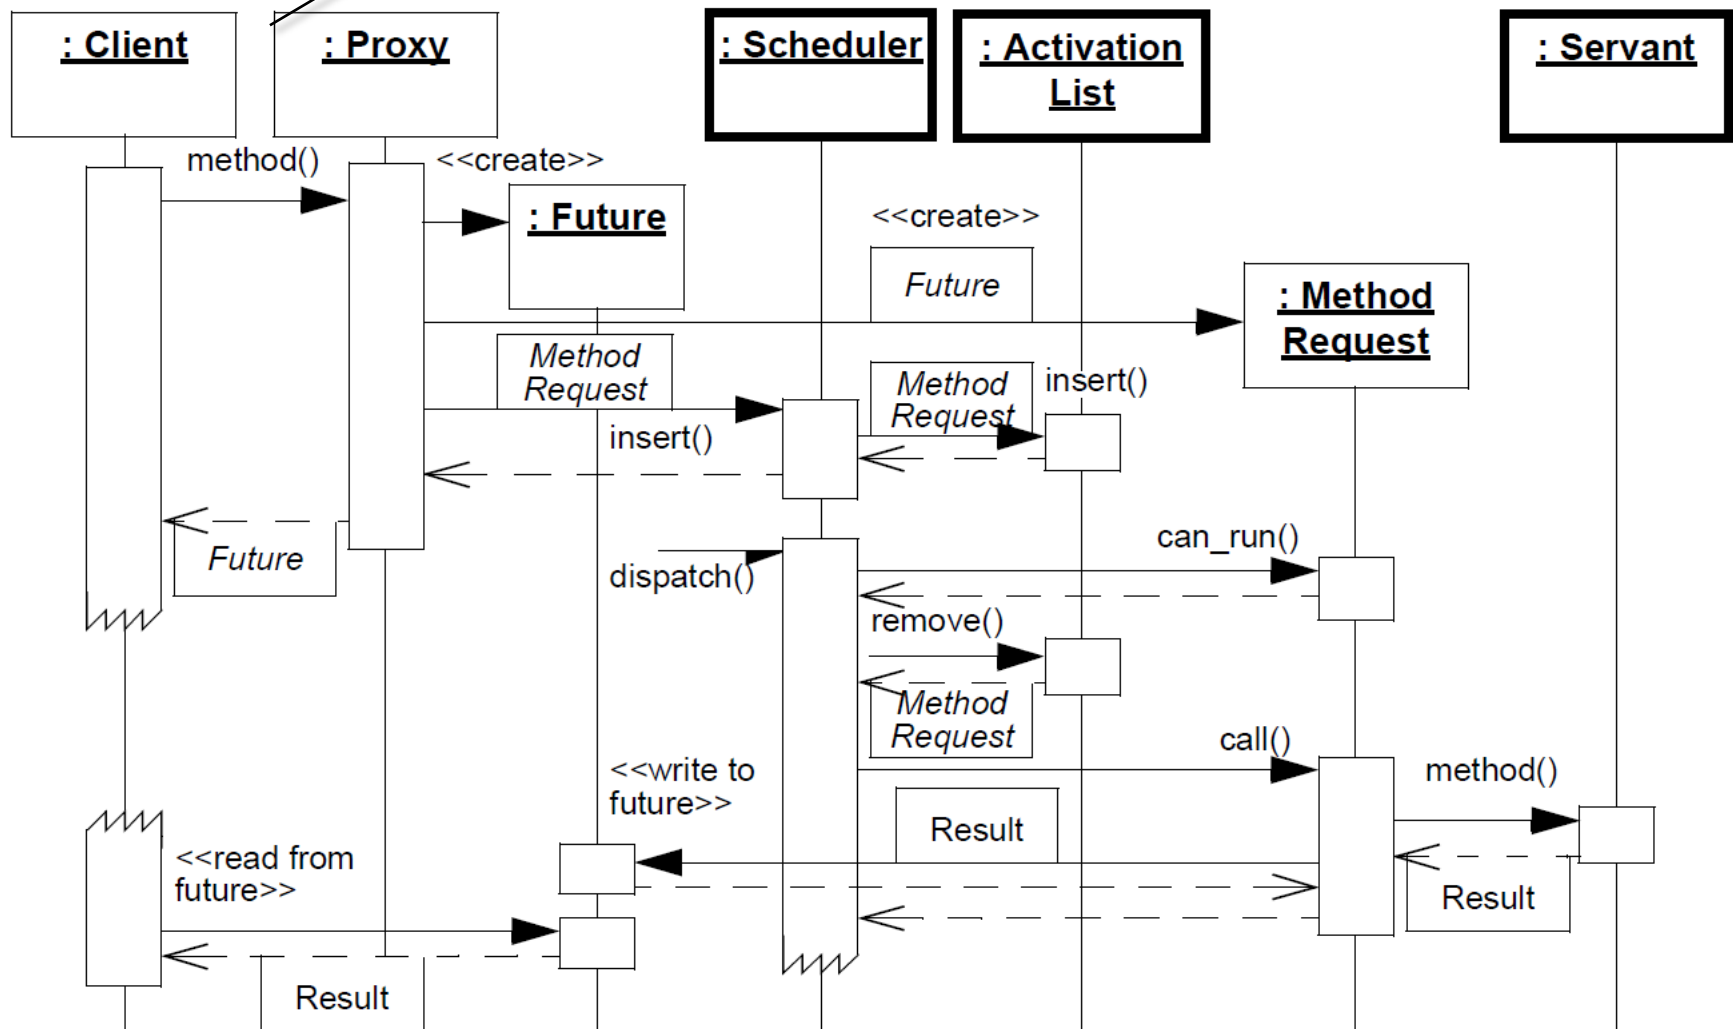 : Client
: Proxy
: Scheduler
: Activation
List
: Servant
method()
<<create>>
: Future
<<create>>
Future
: Method
Request
Method
Request
insert()
Method
Request
insert()
Future
dispatch()
can_run()
remove()
Method
Request
call()
<<write to
future>>
method()
Result
<<read from
future>>
Result
Result